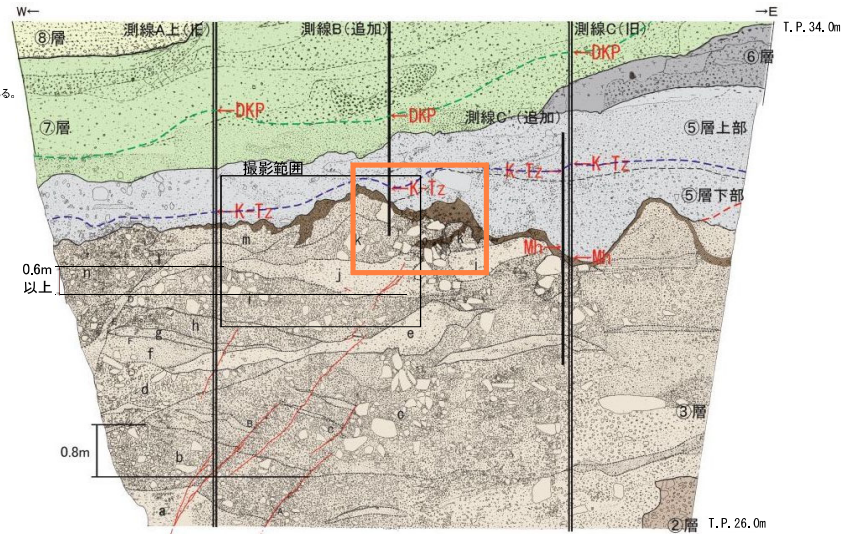 W←
→E
T.P.34.0m
⑧層
測線A上(旧)
測線B(追加)
測線C(旧)
⑥層
る。
←DKP
←DKP
←DKP
⑦層
測線C'(追加)
⑤層上部
撮影範囲
K-Tz→
←K-Tz
←K-Tz
←K-Tz
⑤層下部
m
k
k
Mh→
←Mh
l
l
0.6m
以上
n
j
i
h
g
f
F
e
d
c
③層
B
C
0.8m
b
a
A
②層
T.P.26.0m